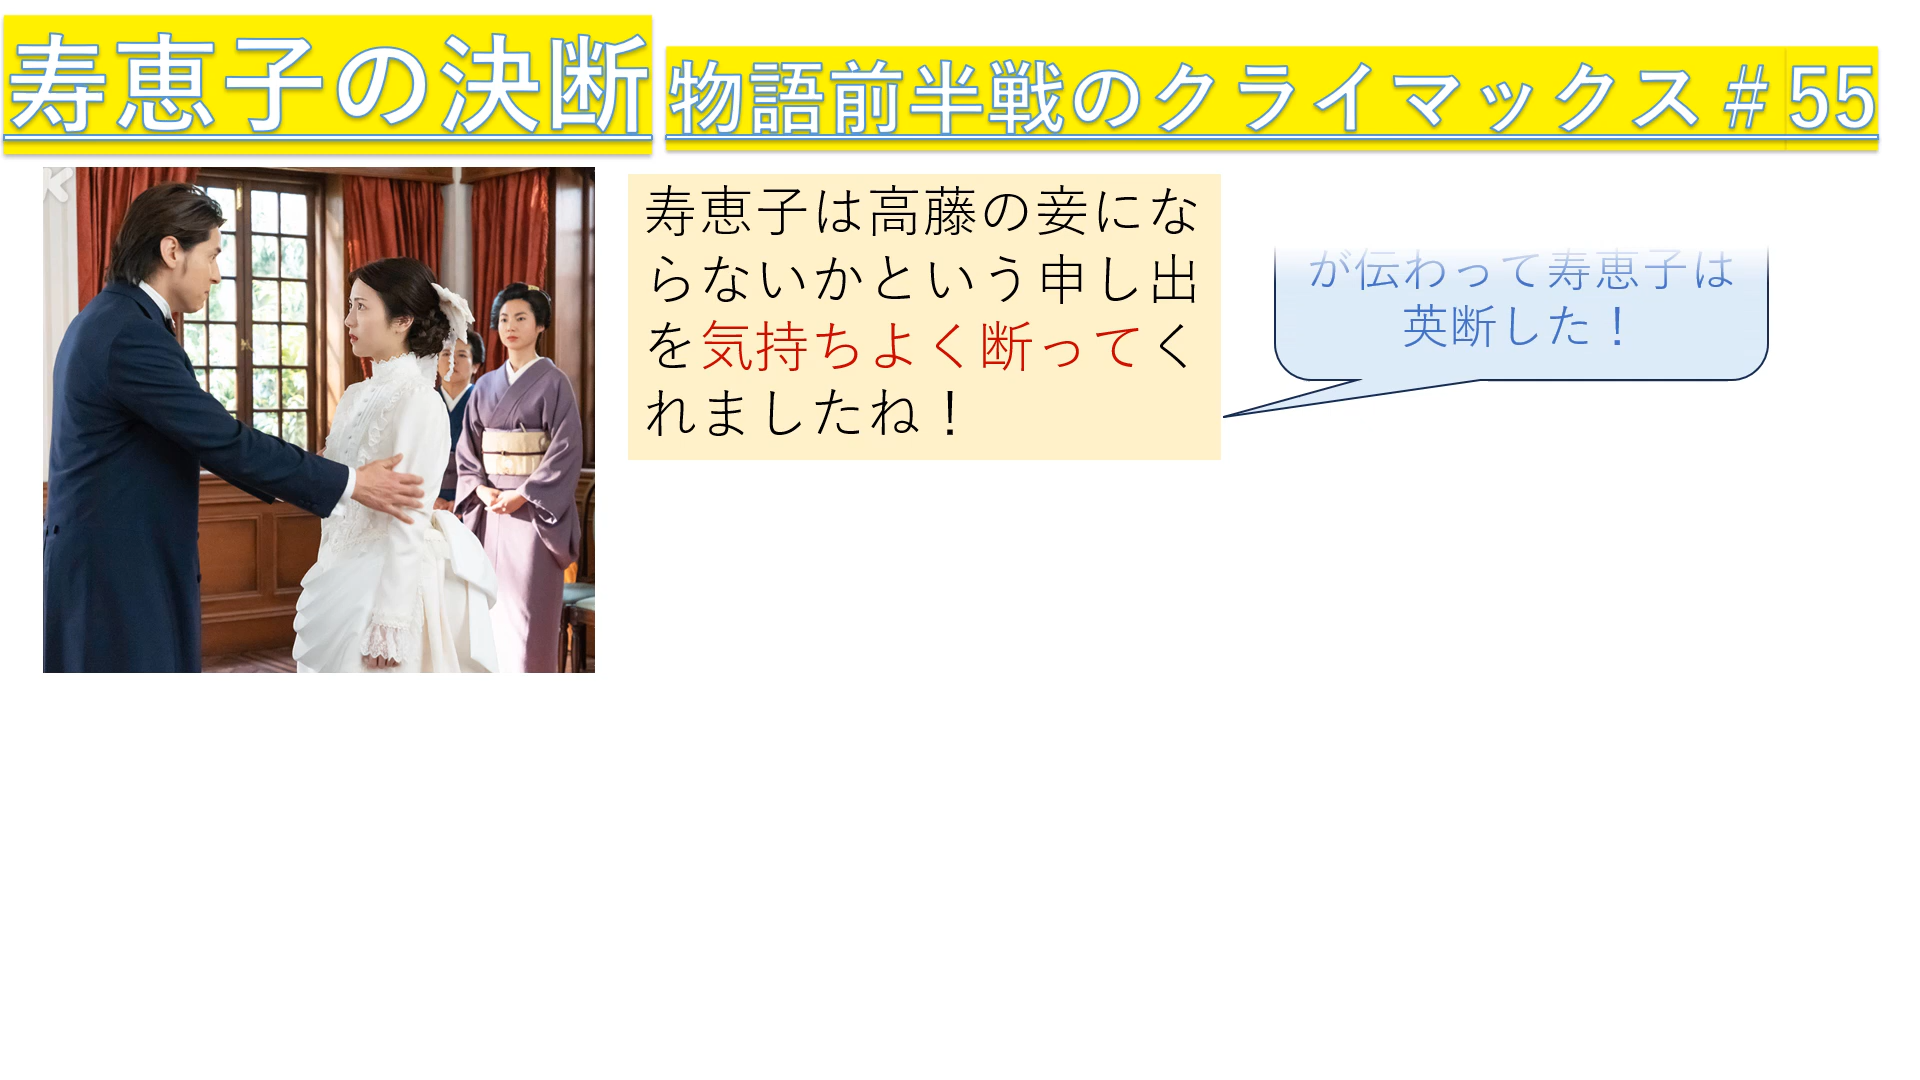 寿恵子の決断
物語前半戦のクライマックス＃55
K
寿恵子は高藤の妾にな
らないかという申し出
を気持ちよく断ってく
れましたね！
が伝わって寿恵子は
英断した！